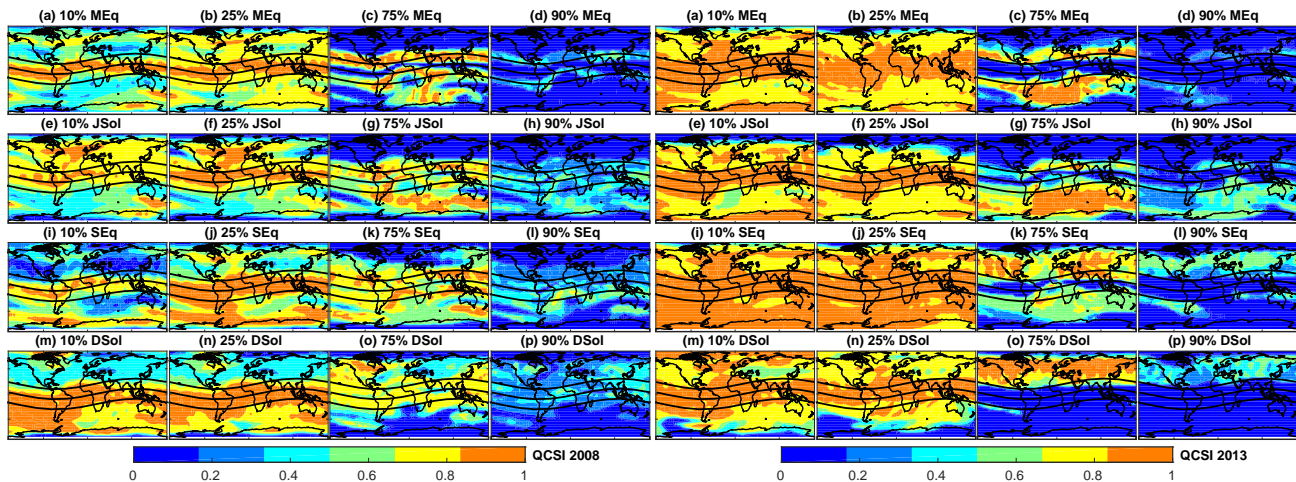 (a) 10% MEq (b) 25% MEq (c) 75% MEq (d) 90% MEq (a) 10% MEq (b) 25% MEq (c) 75% MEq (d) 90% MEq
(e) 10% JSol (f) 25% JSol (g) 75% JSol (h) 90% JSol (e) 10% JSol (f) 25% JSol (g) 75% JSol (h) 90% JSol
(i) 10% SEq (j) 25% SEq (k) 75% SEq (l) 90% SEq (i) 10% SEq (j) 25% SEq (k) 75% SEq (l) 90% SEq
(m) 10% DSol (n) 25% DSol (o) 75% DSol (p) 90% DSol (m) 10% DSol (n) 25% DSol (o) 75% DSol (p) 90% DSol
QCSI 2008 QCSI 2013
0 0.2 0.4 0.6 0.8 1 0 0.2 0.4 0.6 0.8 1